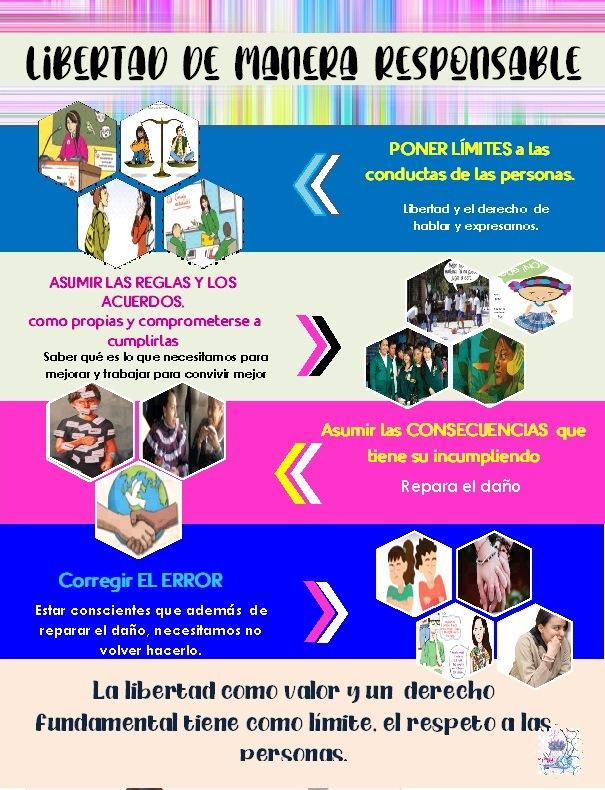 LIBERTAD DE MANERA RESPONSABLE
PONER LÍMITES a las
conductas de las personas.
Libertad y el derecho de
hablar y expresarnos.
ASUMIR LAS REGLAS Y LOS
ACUERDOS.
como propias y comprometerse a
cumplirlas
Saber qué es lo que necesitamos para
mejorar y trabajar para convivir mejor
Asumir las CONSECUENCIAS que
tiene su incumpliendo
Repara el daño
Corregir EL ERROR
Estar conscientes que además de
reparar el daño, necesitamos no
volver hacerlo.
La libertad como valor y un derecho
fundamental tiene como límite, el respeto a las
personas.